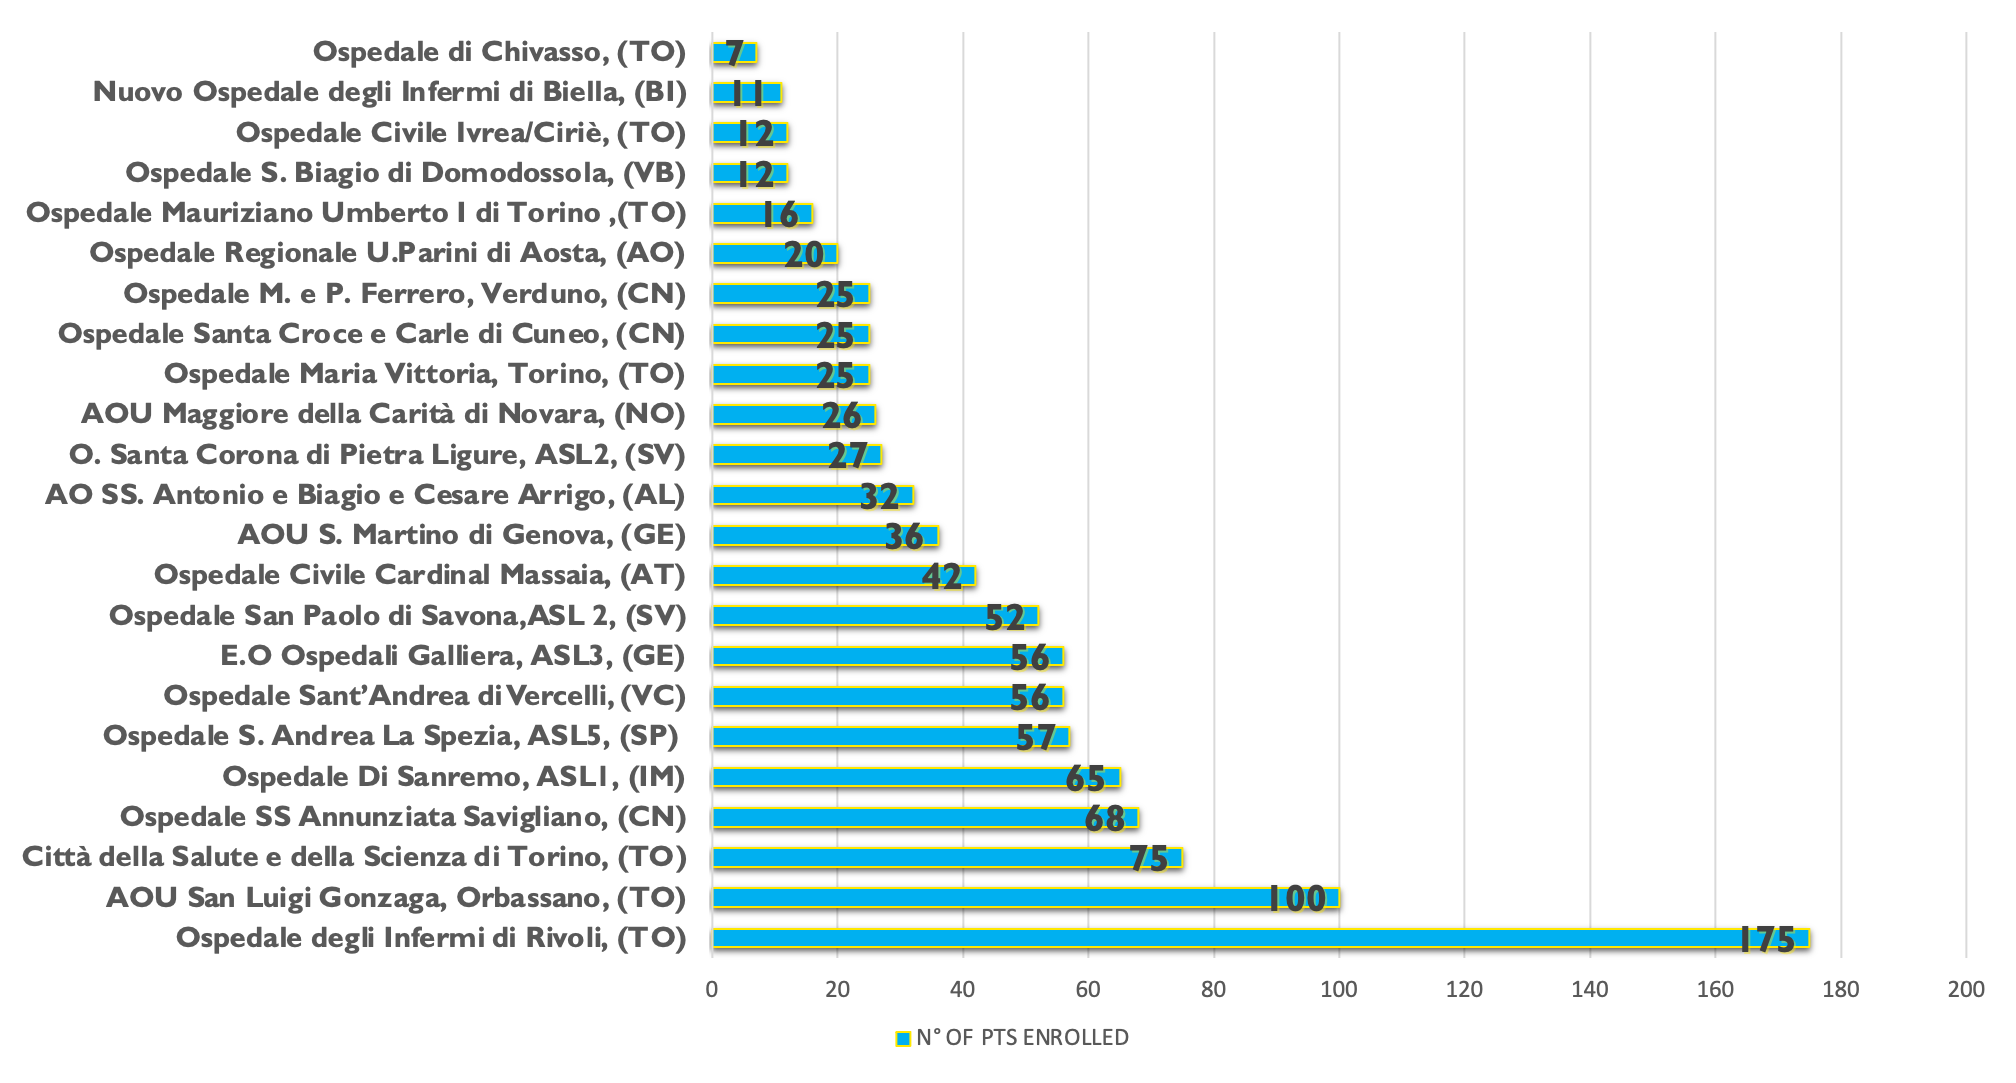 Ospedale di Chivasso, (TO) 7
Nuovo Ospedale degli Infermi di Biella, (BI) 11
Ospedale Civile Ivrea/Ciriè, (TO) 12
Ospedale S. Biagio di Domodossola, (VB) 12
Ospedale Mauriziano Umberto I di Torino ,(TO) 16
Ospedale Regionale U.Parini di Aosta, (AO) 20
Ospedale M. e P. Ferrero, Verduno, (CN) 25
Ospedale Santa Croce e Carle di Cuneo, (CN) 25
Ospedale Maria Vittoria, Torino, (TO) 25
AOU Maggiore della Carità di Novara, (NO) 26
O. Santa Corona di Pietra Ligure, ASL2, (SV) 27
AO SS. Antonio e Biagio e Cesare Arrigo, (AL) 32
AOU S. Martino di Genova, (GE) 36
Ospedale Civile Cardinal Massaia, (AT) 42
Ospedale San Paolo di Savona,ASL 2, (SV) 52
E.O Ospedali Galliera, ASL3, (GE) 56
Ospedale Sant’Andrea di Vercelli, (VC) 56
Ospedale S. Andrea La Spezia, ASL5, (SP) 57
Ospedale Di Sanremo, ASL1, (IM) 65
Ospedale SS Annunziata Savigliano, (CN) 68
Città della Salute e della Scienza di Torino, (TO) 75
AOU San Luigi Gonzaga, Orbassano, (TO) 100
Ospedale degli Infermi di Rivoli, (TO) 175
0 20 40 60 80 100 120 140 160 180 200
N° OF PTS ENROLLED